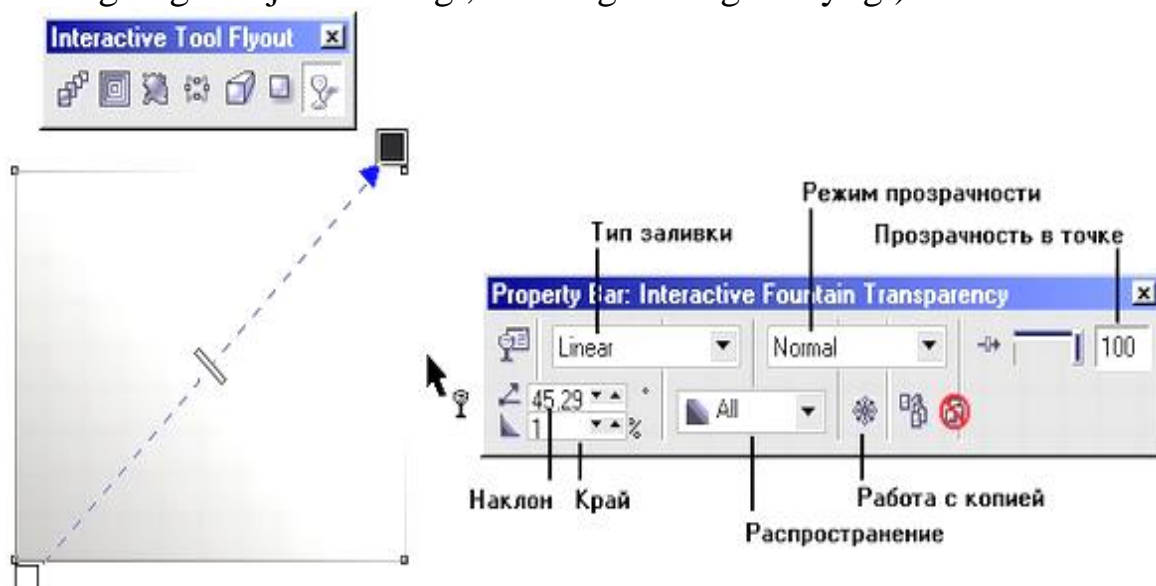 Interactive Tool Flyout
Режим прозрачности
Тип заливки
Прозрачность в точке
Property Bar: Interactive Fountain Transparency
Linear
Normal
100
45,29 °
All
1 %
Наклон
Край
Работа с копией
Распространение